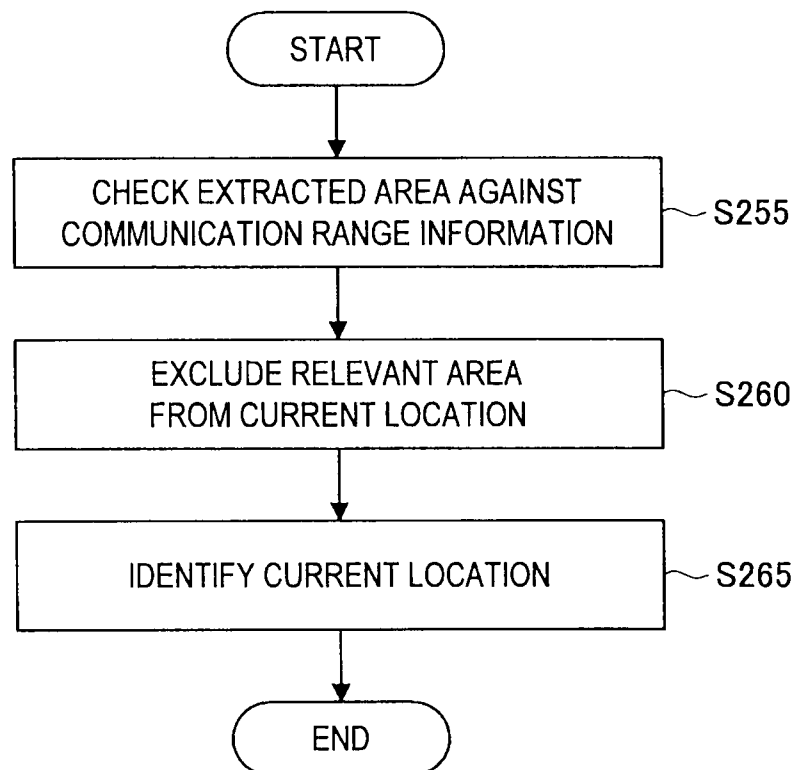 START
CHECK EXTRACTED AREA AGAINST
COMMUNICATION RANGE INFORMATION
S255
EXCLUDE RELEVANT AREA
FROM CURRENT LOCATION
S260
IDENTIFY CURRENT LOCATION
S265
END